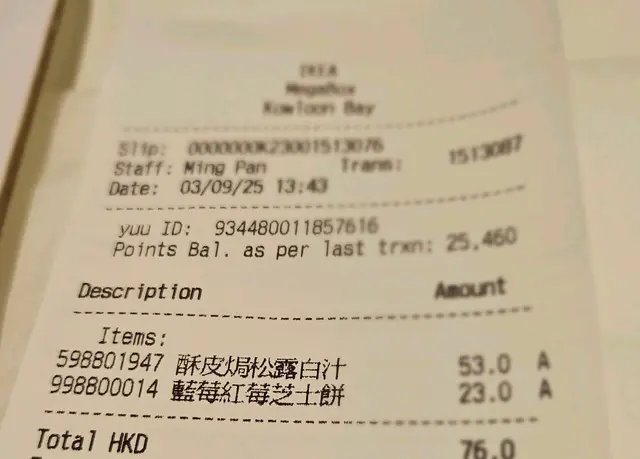 IKEA
MegaBox
Kowloon Bay
Slip: 0000000K23001513076
Staff: Ming Pan Trans: 1513087
Date: 03/09/25 13:43
yuu ID: 934480011857616
Points Bal. as per last trxn: 25,460
Description Amount
Items:
598801947 酥皮焗松露白汁 53.0 A
998800014 藍莓紅莓芝士餅 23.0 A
Total HKD 76.0